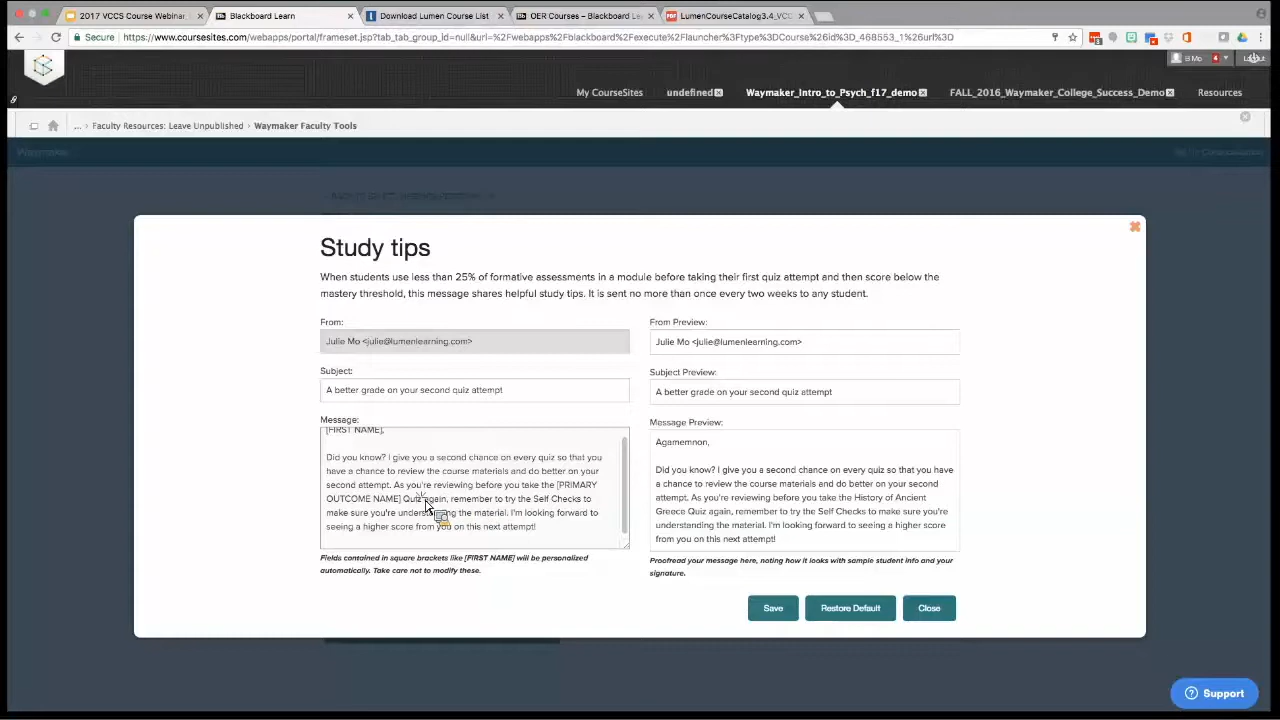 2017 VCCS Course Webinar
Blackboard Learn
Download Lumen Course List
OER Courses – Blackboard Le
LumenCourseCatalog3.4_VCC
Secure
https://www.coursesites.com/webapps/portal/frameset.jsp?tab_tab_group_id=null&url=%2Fwebapps%2Fblackboard%2Fexecute%2Flauncher%3Ftype%3DCourse%26id%3D_468553_1%26url%3D
B Mo 4
My CourseSites
undefined
Waymaker_Intro_to_Psych_f17_demo
FALL_2016_Waymaker_College_Success_Demo
Resources
... > Faculty Resources: Leave Unpublished > Waymaker Faculty Tools
Waymaker
Study tips
When students use less than 25% of formative assessments in a module before taking their first quiz attempt and then score below the
mastery threshold, this message shares helpful study tips. It is sent no more than once every two weeks to any student.
From:
Julie Mo <julie@lumenlearning.com>
Subject:
A better grade on your second quiz attempt
Message:
[FIRST NAME],
Did you know? I give you a second chance on every quiz so that you
have a chance to review the course materials and do better on your
second attempt. As you're reviewing before you take the [PRIMARY
OUTCOME NAME] Quiz again, remember to try the Self Checks to
make sure you're understanding the material. I'm looking forward to
seeing a higher score from you on this next attempt!
Fields contained in square brackets like [FIRST NAME] will be personalized
automatically. Take care not to modify these.
From Preview:
Julie Mo <julie@lumenlearning.com>
Subject Preview:
A better grade on your second quiz attempt
Message Preview:
Agamemnon,
Did you know? I give you a second chance on every quiz so that you have
a chance to review the course materials and do better on your second
attempt. As you're reviewing before you take the History of Ancient
Greece Quiz again, remember to try the Self Checks to make sure you're
understanding the material. I'm looking forward to seeing a higher score
from you on this next attempt!
Proofread your message here, noting how it looks with sample student info and your
signature.
Save
Restore Default
Close
Support